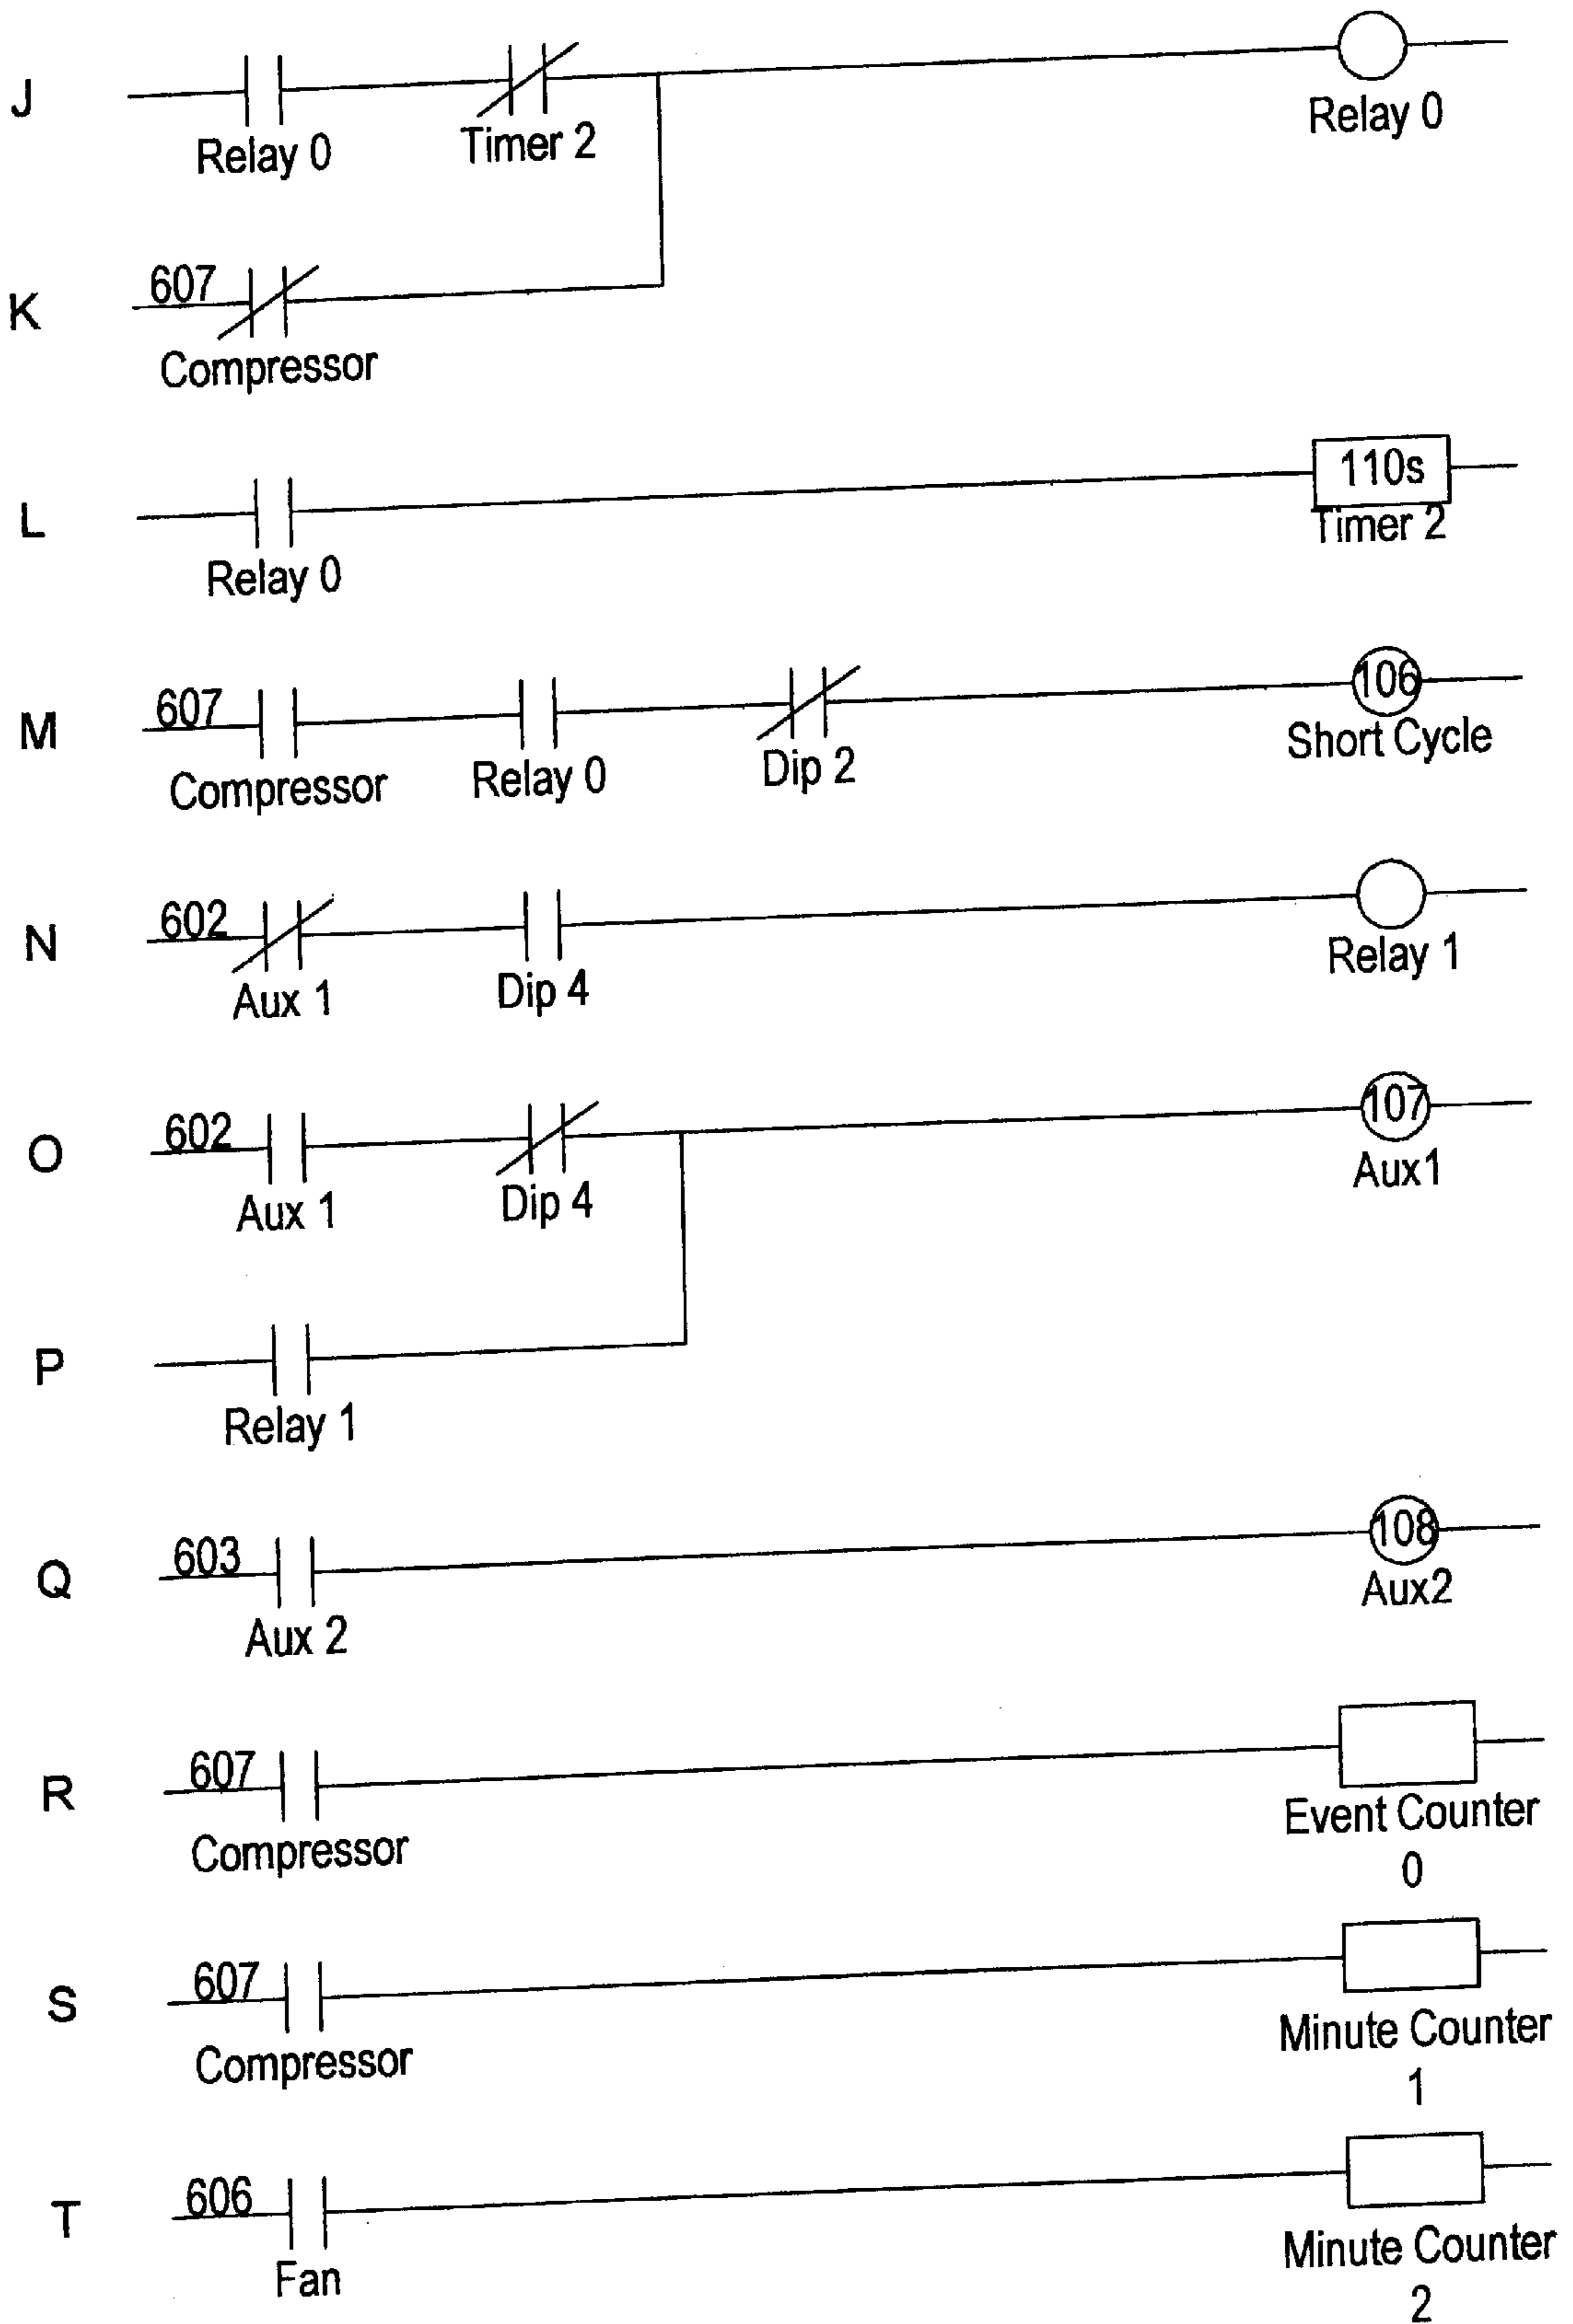 J
Relay 0
Timer 2
Relay 0
K
607
Compressor
L
Relay 0
110s
Timer 2
M
607
Compressor
Relay 0
Dip 2
106
Short Cycle
N
602
Aux 1
Dip 4
Relay 1
O
602
Aux 1
Dip 4
107
Aux1
P
Relay 1
Q
603
Aux 2
108
Aux2
R
607
Compressor
Event Counter
0
S
607
Compressor
Minute Counter
1
T
606
Fan
Minute Counter
2